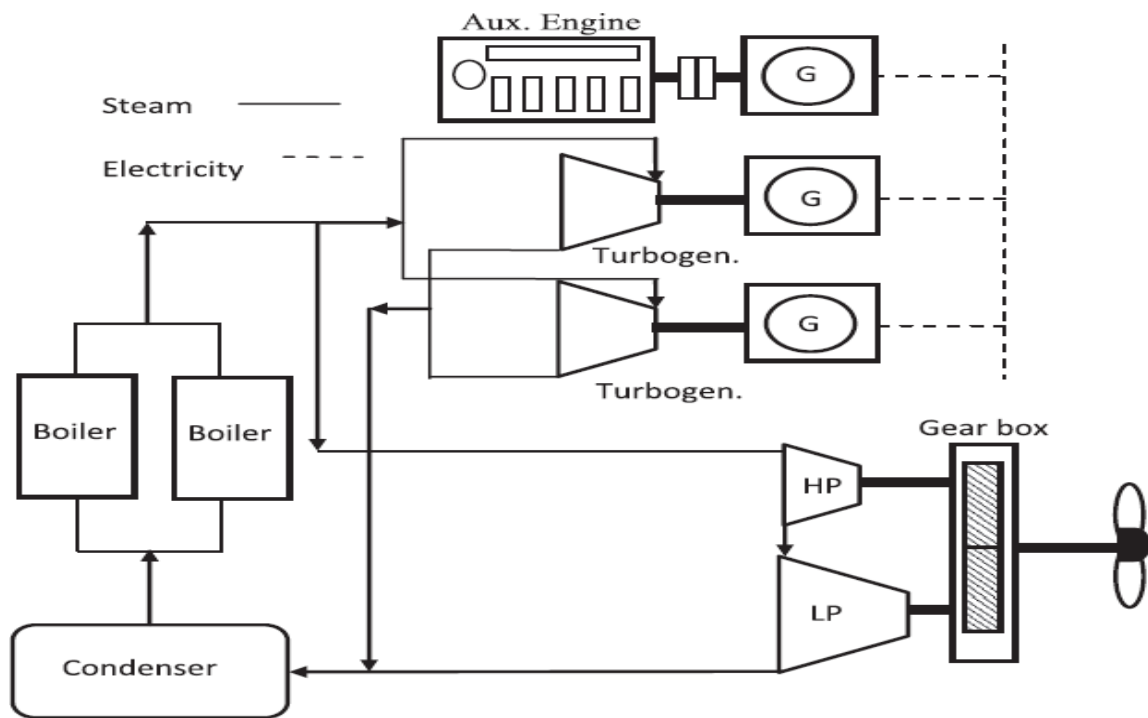 Aux. Engine
G
Steam
Electricity
G
Turbogen.
G
Turbogen.
Boiler
Boiler
Gear box
HP
LP
Condenser